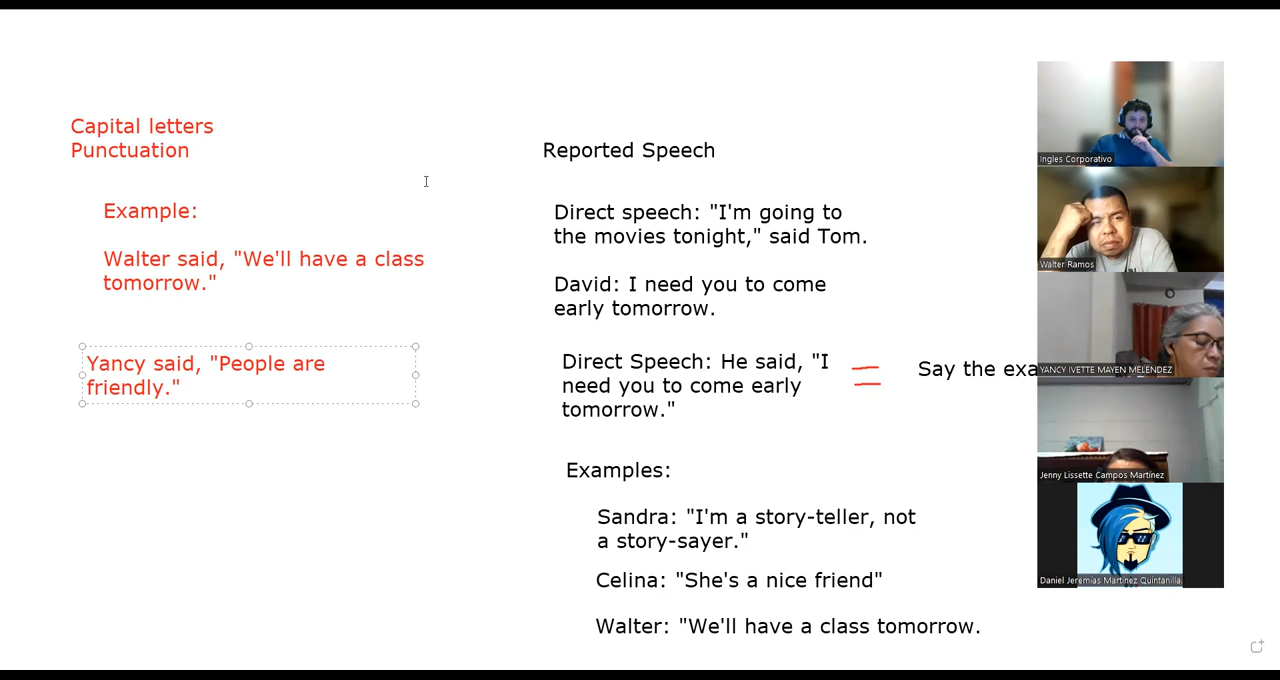 Capital letters
Punctuation
Example:
Walter said, "We'll have a class
tomorrow."
Yancy said, "People are
friendly."
Reported Speech
Direct speech: "I'm going to
the movies tonight," said Tom.
David: I need you to come
early tomorrow.
Direct Speech: He said, "I
need you to come early
tomorrow."
=
Say the exa
Examples:
Sandra: "I'm a story-teller, not
a story-sayer."
Celina: "She's a nice friend"
Walter: "We'll have a class tomorrow.
Ingles Corporativo
Walter Ramos
YANCY IVETTE MAYEN MELENDEZ
Jenny Lissette Campos Martínez
Daniel Jeremías Martínez Quintanilla